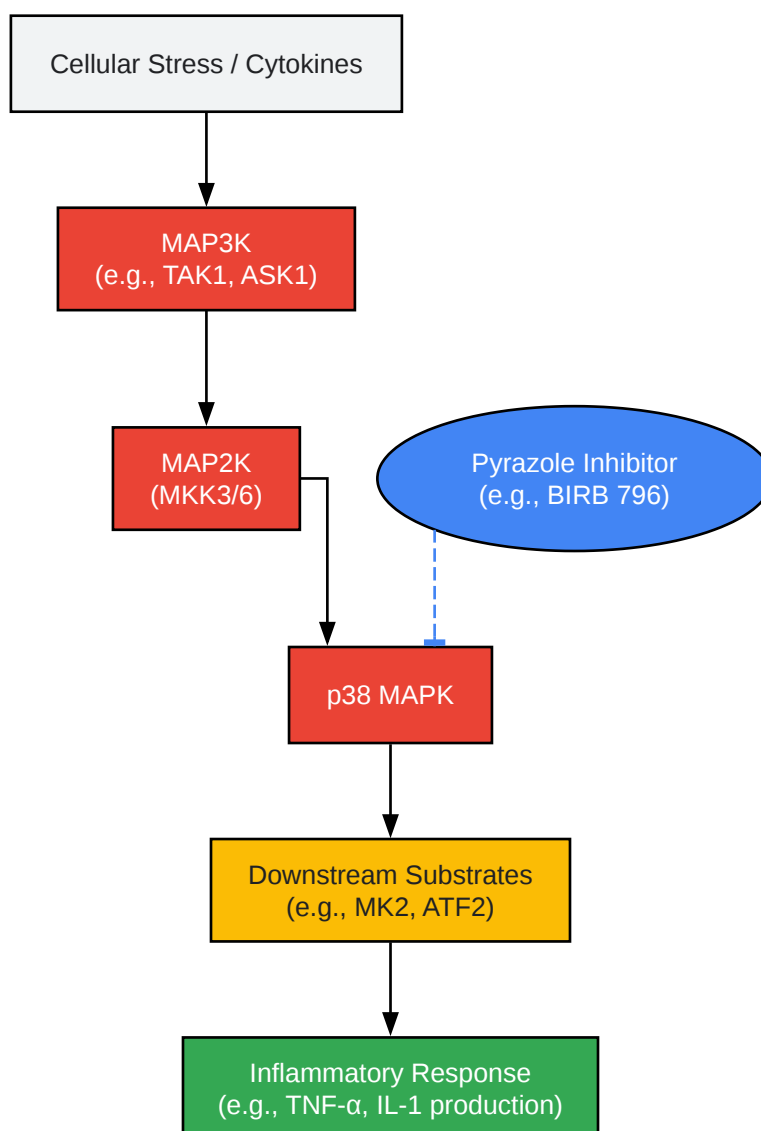 Cellular Stress / Cytokines
MAP3K
(e.g., TAK1, ASK1)
MAP2K
(MKK3/6)
Pyrazole Inhibitor
(e.g., BIRB 796)
p38 MAPK
Downstream Substrates
(e.g., MK2, ATF2)
Inflammatory Response
(e.g., TNF-α, IL-1 production)